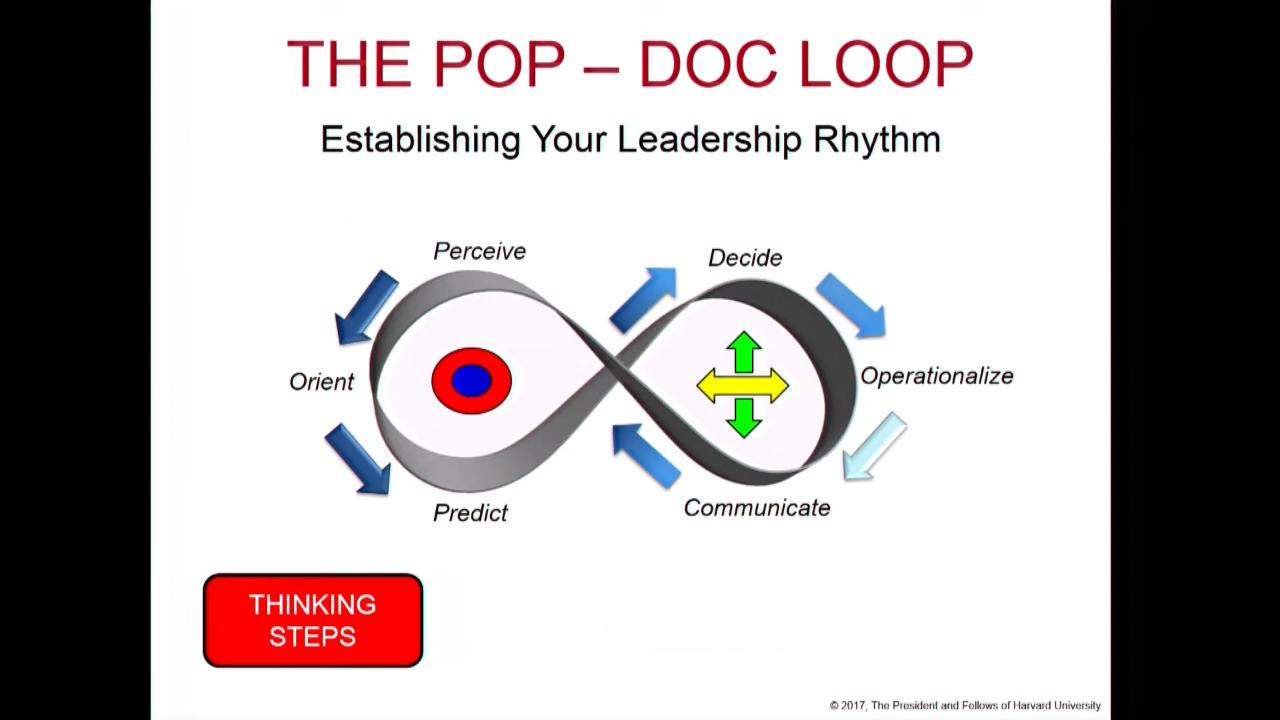 THE POP – DOC LOOP
Establishing Your Leadership Rhythm
Perceive
Decide
Orient
Operationalize
Predict
Communicate
THINKING
STEPS
© 2017, The President and Fellows of Harvard University